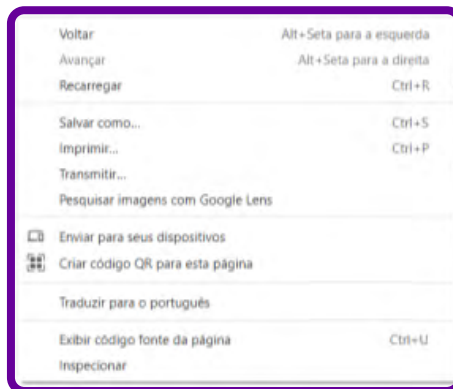 Voltar Alt+Seta para a esquerda
Avançar Alt+Seta para a direita
Recarregar Ctrl+R
Salvar como... Ctrl+S
Imprimir... Ctrl+P
Transmitir...
Pesquisar imagens com Google Lens
Enviar para seus dispositivos
Criar código QR para esta página
Traduzir para o português
Exibir código fonte da página Ctrl+U
Inspecionar